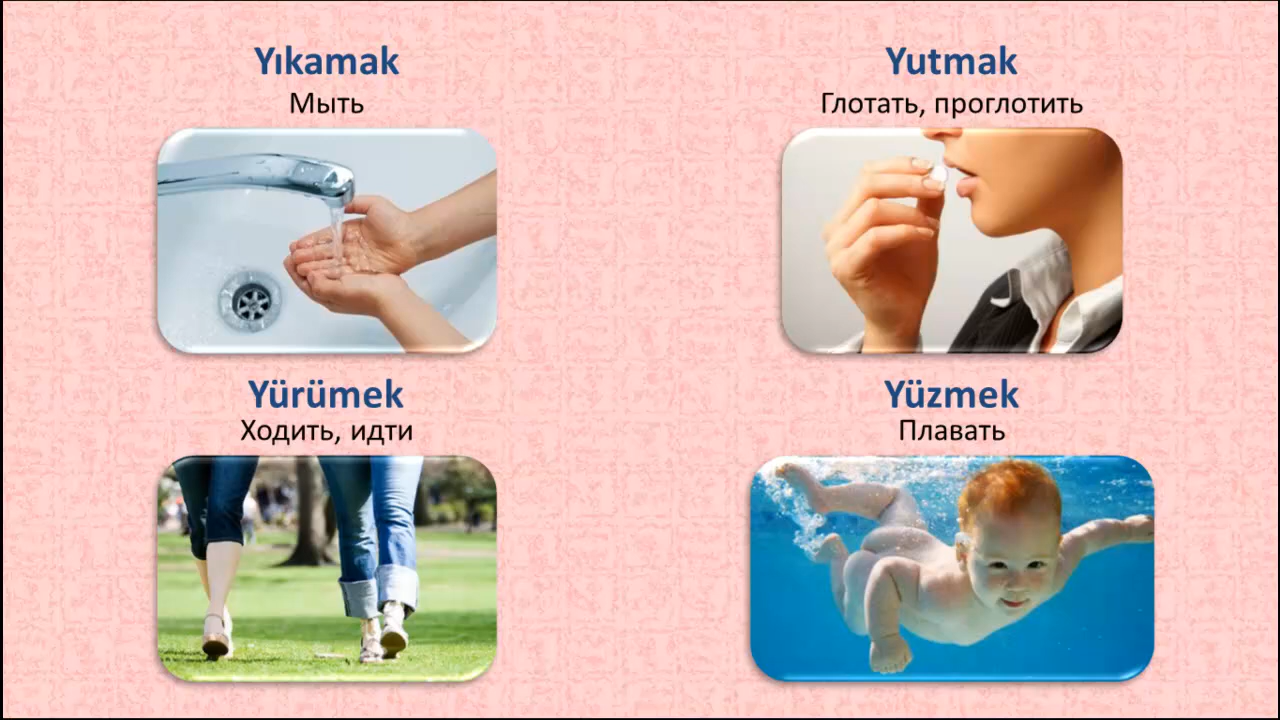 Yıkamak
Мыть
Yutmak
Глотать, проглотить
Yürümek
Ходить, идти
Yüzmek
Плавать